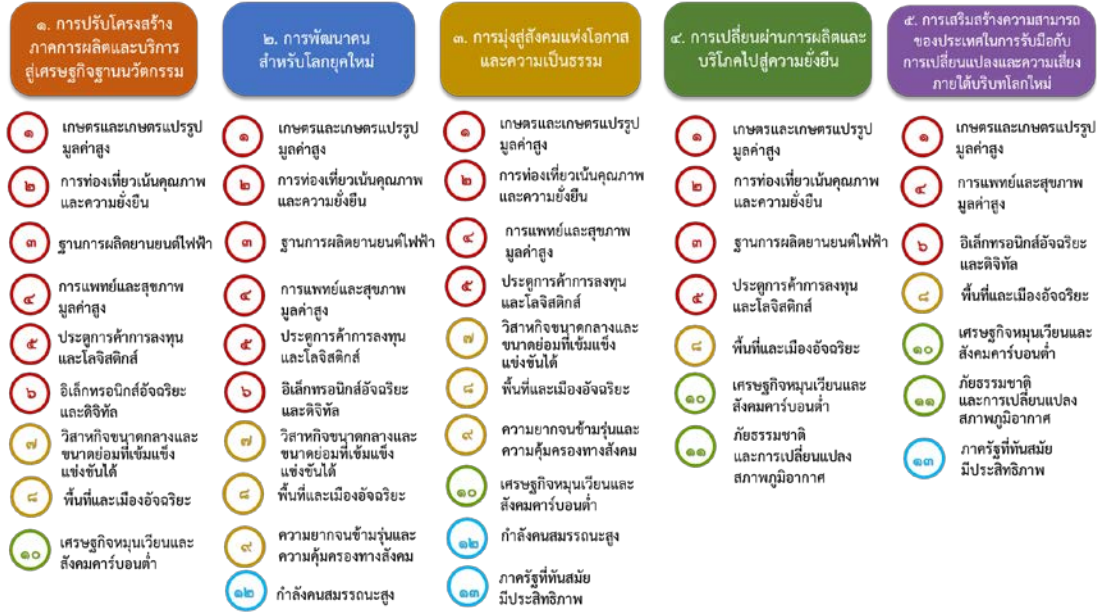 ๑. การปรับโครงสร้าง
ภาคการผลิตและบริการ
สู่เศรษฐกิจฐานนวัตกรรม
๑
เกษตรและเกษตรแปรรูป
มูลค่าสูง
๒
การท่องเที่ยวเน้นคุณภาพ
และความยั่งยืน
๓
ฐานการผลิตยานยนต์ไฟฟ้า
๔
การแพทย์และสุขภาพ
มูลค่าสูง
๕
ประตูการค้าการลงทุน
และโลจิสติกส์
๖
อิเล็กทรอนิกส์อัจฉริยะ
และดิจิทัล
๗
วิสาหกิจขนาดกลางและ
ขนาดย่อมที่เข้มแข็ง
แข่งขันได้
๘
พื้นที่และเมืองอัจฉริยะ
๑๐
เศรษฐกิจหมุนเวียนและ
สังคมคาร์บอนต่ำ
๒. การพัฒนาคน
สำหรับโลกยุคใหม่
๑
เกษตรและเกษตรแปรรูป
มูลค่าสูง
๒
การท่องเที่ยวเน้นคุณภาพ
และความยั่งยืน
๓
ฐานการผลิตยานยนต์ไฟฟ้า
๔
การแพทย์และสุขภาพ
มูลค่าสูง
๕
ประตูการค้าการลงทุน
และโลจิสติกส์
๖
อิเล็กทรอนิกส์อัจฉริยะ
และดิจิทัล
๗
วิสาหกิจขนาดกลางและ
ขนาดย่อมที่เข้มแข็ง
แข่งขันได้
๘
พื้นที่และเมืองอัจฉริยะ
๙
ความยากจนข้ามรุ่นและ
ความคุ้มครองทางสังคม
๑๒
กำลังคนสมรรถนะสูง
๓. การมุ่งสู่สังคมแห่งโอกาส
และความเป็นธรรม
๑
เกษตรและเกษตรแปรรูป
มูลค่าสูง
๒
การท่องเที่ยวเน้นคุณภาพ
และความยั่งยืน
๔
การแพทย์และสุขภาพ
มูลค่าสูง
๕
ประตูการค้าการลงทุน
และโลจิสติกส์
๗
วิสาหกิจขนาดกลางและ
ขนาดย่อมที่เข้มแข็ง
แข่งขันได้
๘
พื้นที่และเมืองอัจฉริยะ
๙
ความยากจนข้ามรุ่นและ
ความคุ้มครองทางสังคม
๑๐
เศรษฐกิจหมุนเวียนและ
สังคมคาร์บอนต่ำ
๑๒
กำลังคนสมรรถนะสูง
๑๓
ภาครัฐที่ทันสมัย
มีประสิทธิภาพ
๔. การเปลี่ยนผ่านการผลิตและ
บริโภคไปสู่ความยั่งยืน
๑
เกษตรและเกษตรแปรรูป
มูลค่าสูง
๒
การท่องเที่ยวเน้นคุณภาพ
และความยั่งยืน
๓
ฐานการผลิตยานยนต์ไฟฟ้า
๕
ประตูการค้าการลงทุน
และโลจิสติกส์
๘
พื้นที่และเมืองอัจฉริยะ
๑๐
เศรษฐกิจหมุนเวียนและ
สังคมคาร์บอนต่ำ
๑๑
ภัยธรรมชาติ
และการเปลี่ยนแปลง
สภาพภูมิอากาศ
๕. การเสริมสร้างความสามารถ
ของประเทศในการรับมือกับ
การเปลี่ยนแปลงและความเสี่ยง
ภายใต้บริบทโลกใหม่
๑
เกษตรและเกษตรแปรรูป
มูลค่าสูง
๔
การแพทย์และสุขภาพ
มูลค่าสูง
๖
อิเล็กทรอนิกส์อัจฉริยะ
และดิจิทัล
๘
พื้นที่และเมืองอัจฉริยะ
๑๐
เศรษฐกิจหมุนเวียนและ
สังคมคาร์บอนต่ำ
๑๑
ภัยธรรมชาติ
และการเปลี่ยนแปลง
สภาพภูมิอากาศ
๑๓
ภาครัฐที่ทันสมัย
มีประสิทธิภาพ